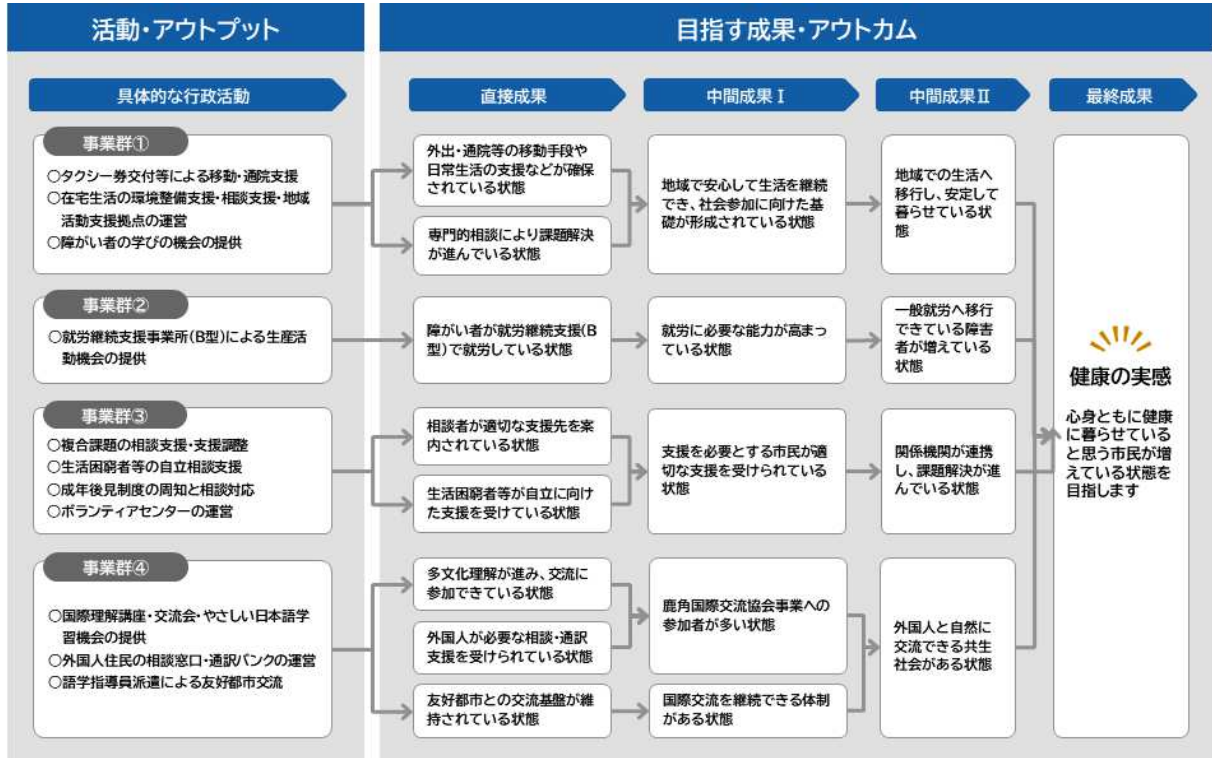 活動・アウトプット
目指す成果・アウトカム
具体的な行政活動
直接成果
中間成果Ⅰ
中間成果Ⅱ
最終成果
事業群①
○タクシー券交付等による移動・通院支援
○在宅生活の環境整備支援・相談支援・地域
活動支援拠点の運営
○障がい者の学びの機会の提供
外出・通院等の移動手段や
日常生活の支援などが確保
されている状態
専門的相談により課題解決
が進んでいる状態
地域で安心して生活を継続
でき、社会参加に向けた基
礎が形成されている状態
地域での生活へ
移行し、安定して
暮らせている状
態
事業群②
○就労継続支援事業所(B型)による生産活
動機会の提供
障がい者が就労継続支援(B
型)で就労している状態
就労に必要な能力が高まっ
ている状態
一般就労へ移行
できている障害
者が増えている
状態
事業群③
○複合課題の相談支援・支援調整
○生活困窮者等の自立相談支援
○成年後見制度の周知と相談対応
○ボランティアセンターの運営
相談者が適切な支援先を案
内されている状態
生活困窮者等が自立に向け
た支援を受けている状態
支援を必要とする市民が適
切な支援を受けられている
状態
関係機関が連携
し、課題解決が進
んでいる状態
事業群④
○国際理解講座・交流会・やさしい日本語学
習機会の提供
○外国人住民の相談窓口・通訳バンクの運営
○語学指導員派遣による友好都市交流
多文化理解が進み、交流に
参加できている状態
外国人が必要な相談・通訳
支援を受けられている状態
友好都市との交流基盤が維
持されている状態
鹿角国際交流協会事業への
参加者が多い状態
国際交流を継続できる体制
がある状態
外国人と自然に
交流できる共生
社会がある状態
健康の実感
心身ともに健康
に暮らせている
と思う市民が増
えている状態を
目指します